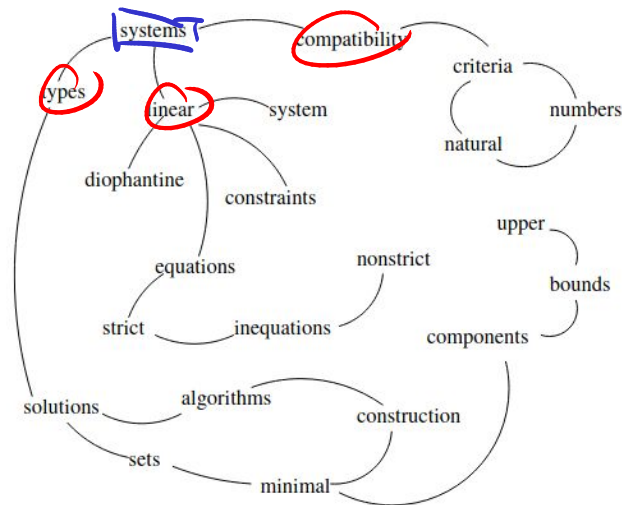 systems
compatibility
criteria
types
linear
system
numbers
natural
diophantine
constraints
upper
equations
nonstrict
bounds
strict
inequations
components
solutions
algorithms
construction
sets
minimal